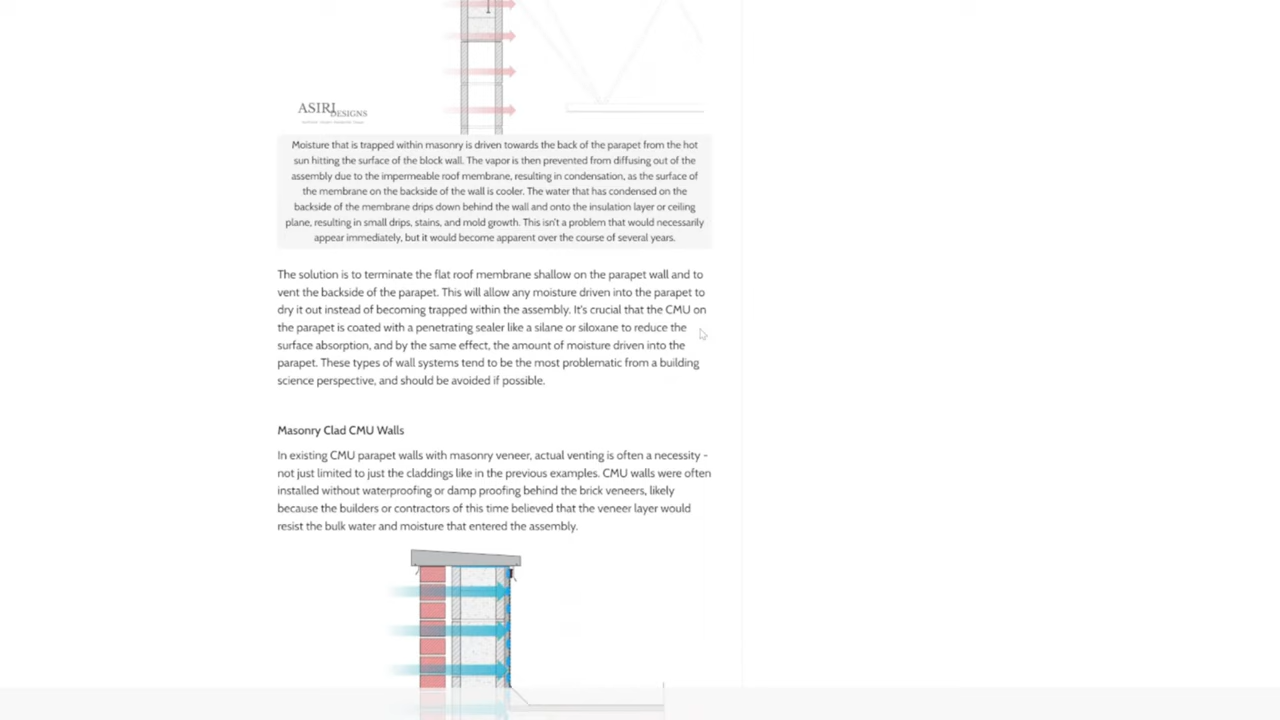 ASIRI
DESIGNS
Moisture that is trapped within masonry is driven towards the back of the parapet from the hot
sun hitting the surface of the block wall. The vapor is then prevented from diffusing out of the
assembly due to the impermeable roof membrane, resulting in condensation, as the surface of
the membrane on the backside of the wall is cooler. The water that has condensed on the
backside of the membrane drips down behind the wall and onto the insulation layer or ceiling
plane, resulting in small drips, stains, and mold growth. This isn't a problem that would necessarily
appear immediately, but it would become apparent over the course of several years.
The solution is to terminate the flat roof membrane shallow on the parapet wall and to
vent the backside of the parapet. This will allow any moisture driven into the parapet to
dry it out instead of becoming trapped within the assembly. It's crucial that the CMU on
the parapet is coated with a penetrating sealer like a silane or siloxane to reduce the
surface absorption, and by the same effect, the amount of moisture driven into the
parapet. These types of wall systems tend to be the most problematic from a building
science perspective, and should be avoided if possible.
Masonry Clad CMU Walls
In existing CMU parapet walls with masonry veneer, actual venting is often a necessity -
not just limited to just the claddings like in the previous examples. CMU walls were often
installed without waterproofing or damp proofing behind the brick veneers, likely
because the builders or contractors of this time believed that the veneer layer would
resist the bulk water and moisture that entered the assembly.